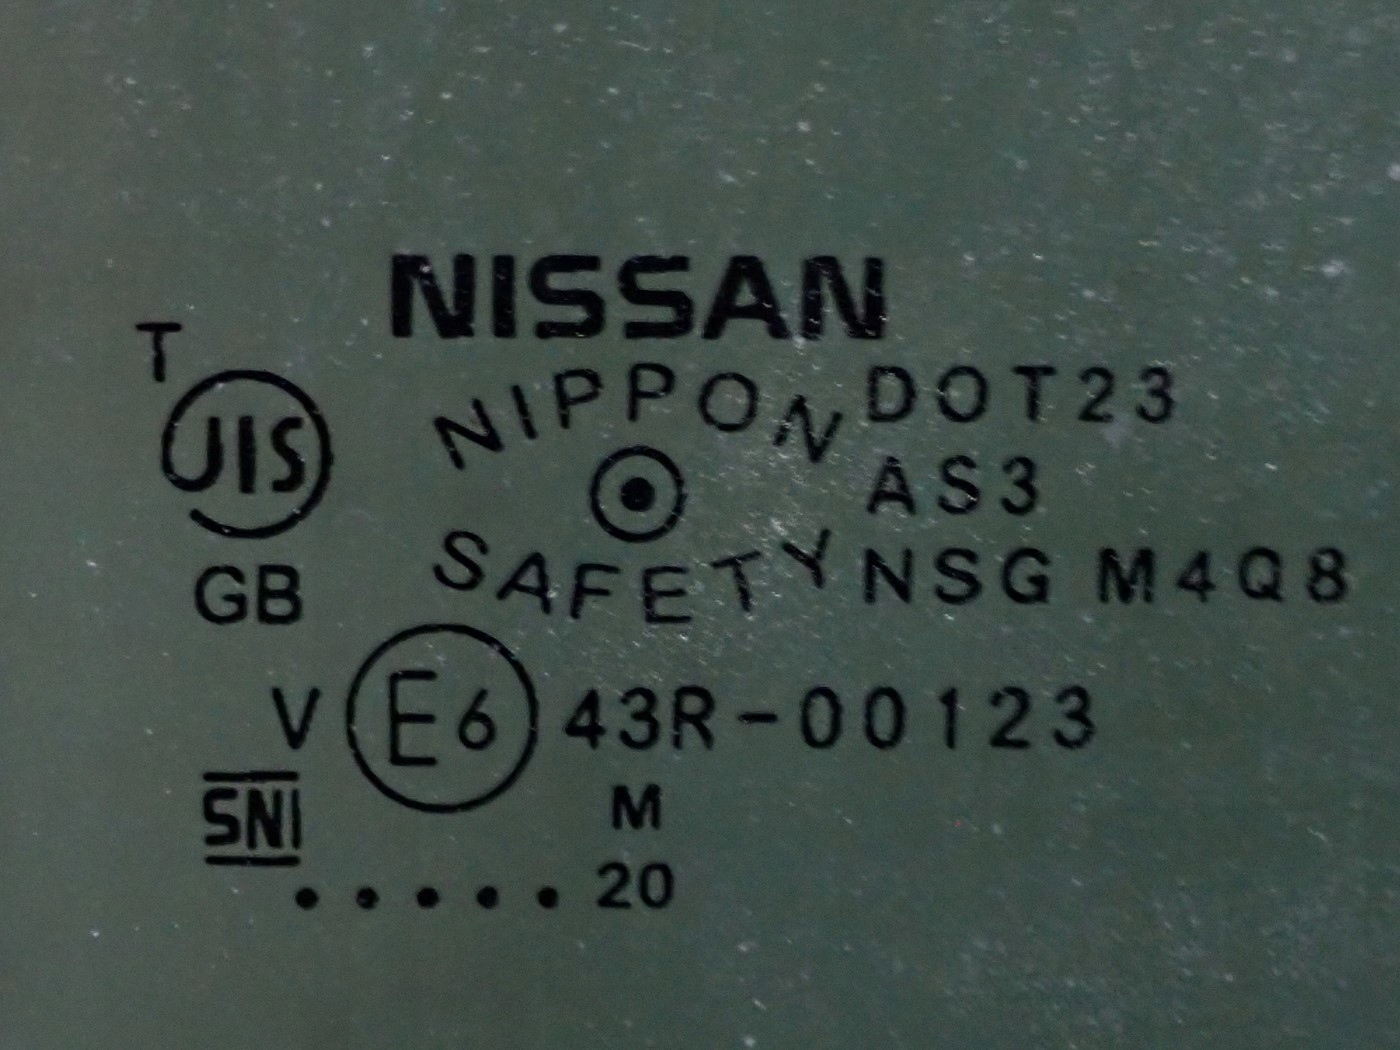 NISSAN
T
JIS
NIPPON DOT23
AS3
SAFETY NSG M4Q8
GB
V E6 43R-00123
SNI
M
..... 20